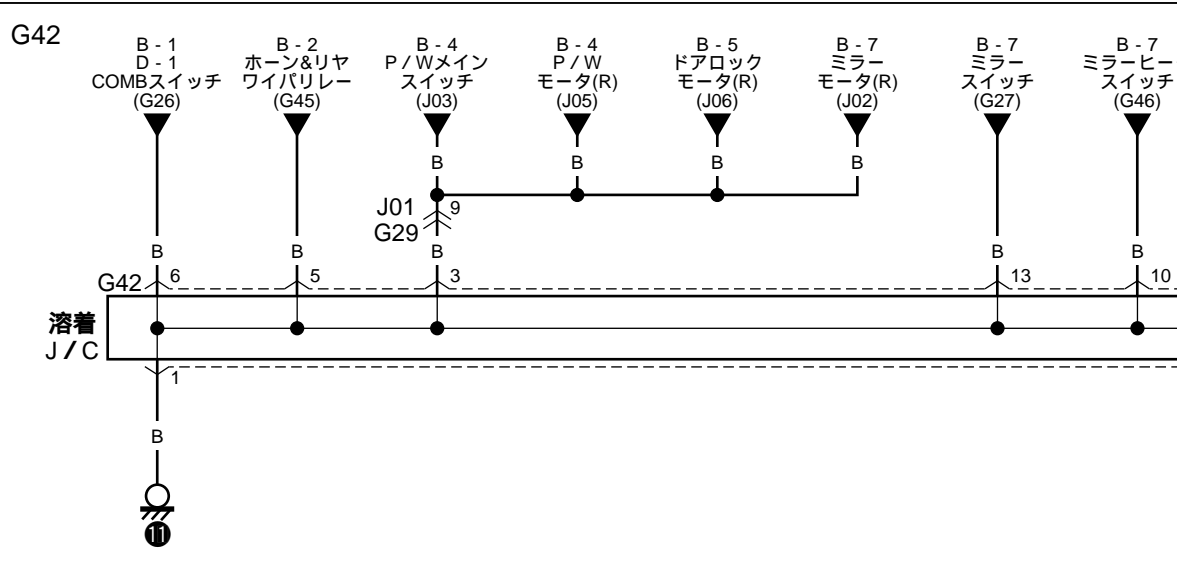 G42
B - 1
D - 1
COMBスイッチ
(G26)
B - 2
ホーン&リヤ
ワイパリレー
(G45)
B - 4
P / Wメイン
スイッチ
(J03)
B - 4
P / W
モータ(R)
(J05)
B - 5
ドアロック
モータ(R)
(J06)
B - 7
ミラー
モータ(R)
(J02)
B - 7
ミラー
スイッチ
(G27)
B - 7
ミラーヒー
スイッチ
(G46)
B
B
B
B
J01
9
G29
B
B
B
B
B
G42
6
5
3
13
10
溶着
J / C
1
B
11